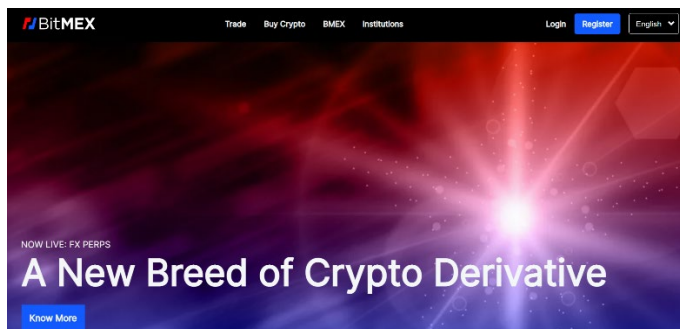 BitMEX
Trade Buy Crypto BMEX Institutions Login Register English
NOW LIVE: FX PERPS
A New Breed of Crypto Derivative
Know More